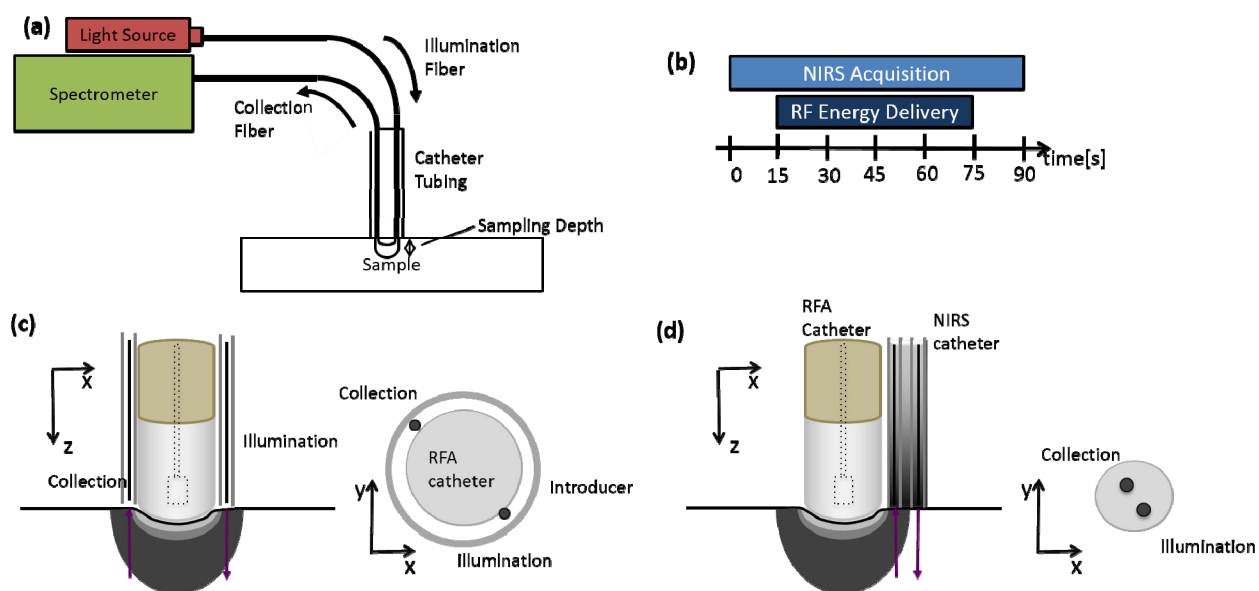 (a)
Light Source
Spectrometer
Illumination
Fiber
Collection
Fiber
Catheter
Tubing
Sampling Depth
Sample
(b)
NIRS Acquisition
RF Energy Delivery
time[s]
0 15 30 45 60 75 90
(c)
x
z
Collection
Illumination
Collection
RFA
catheter
Introducer
y
x
Illumination
(d)
RFA
Catheter
NIRS
catheter
x
z
Collection
y
x
Illumination